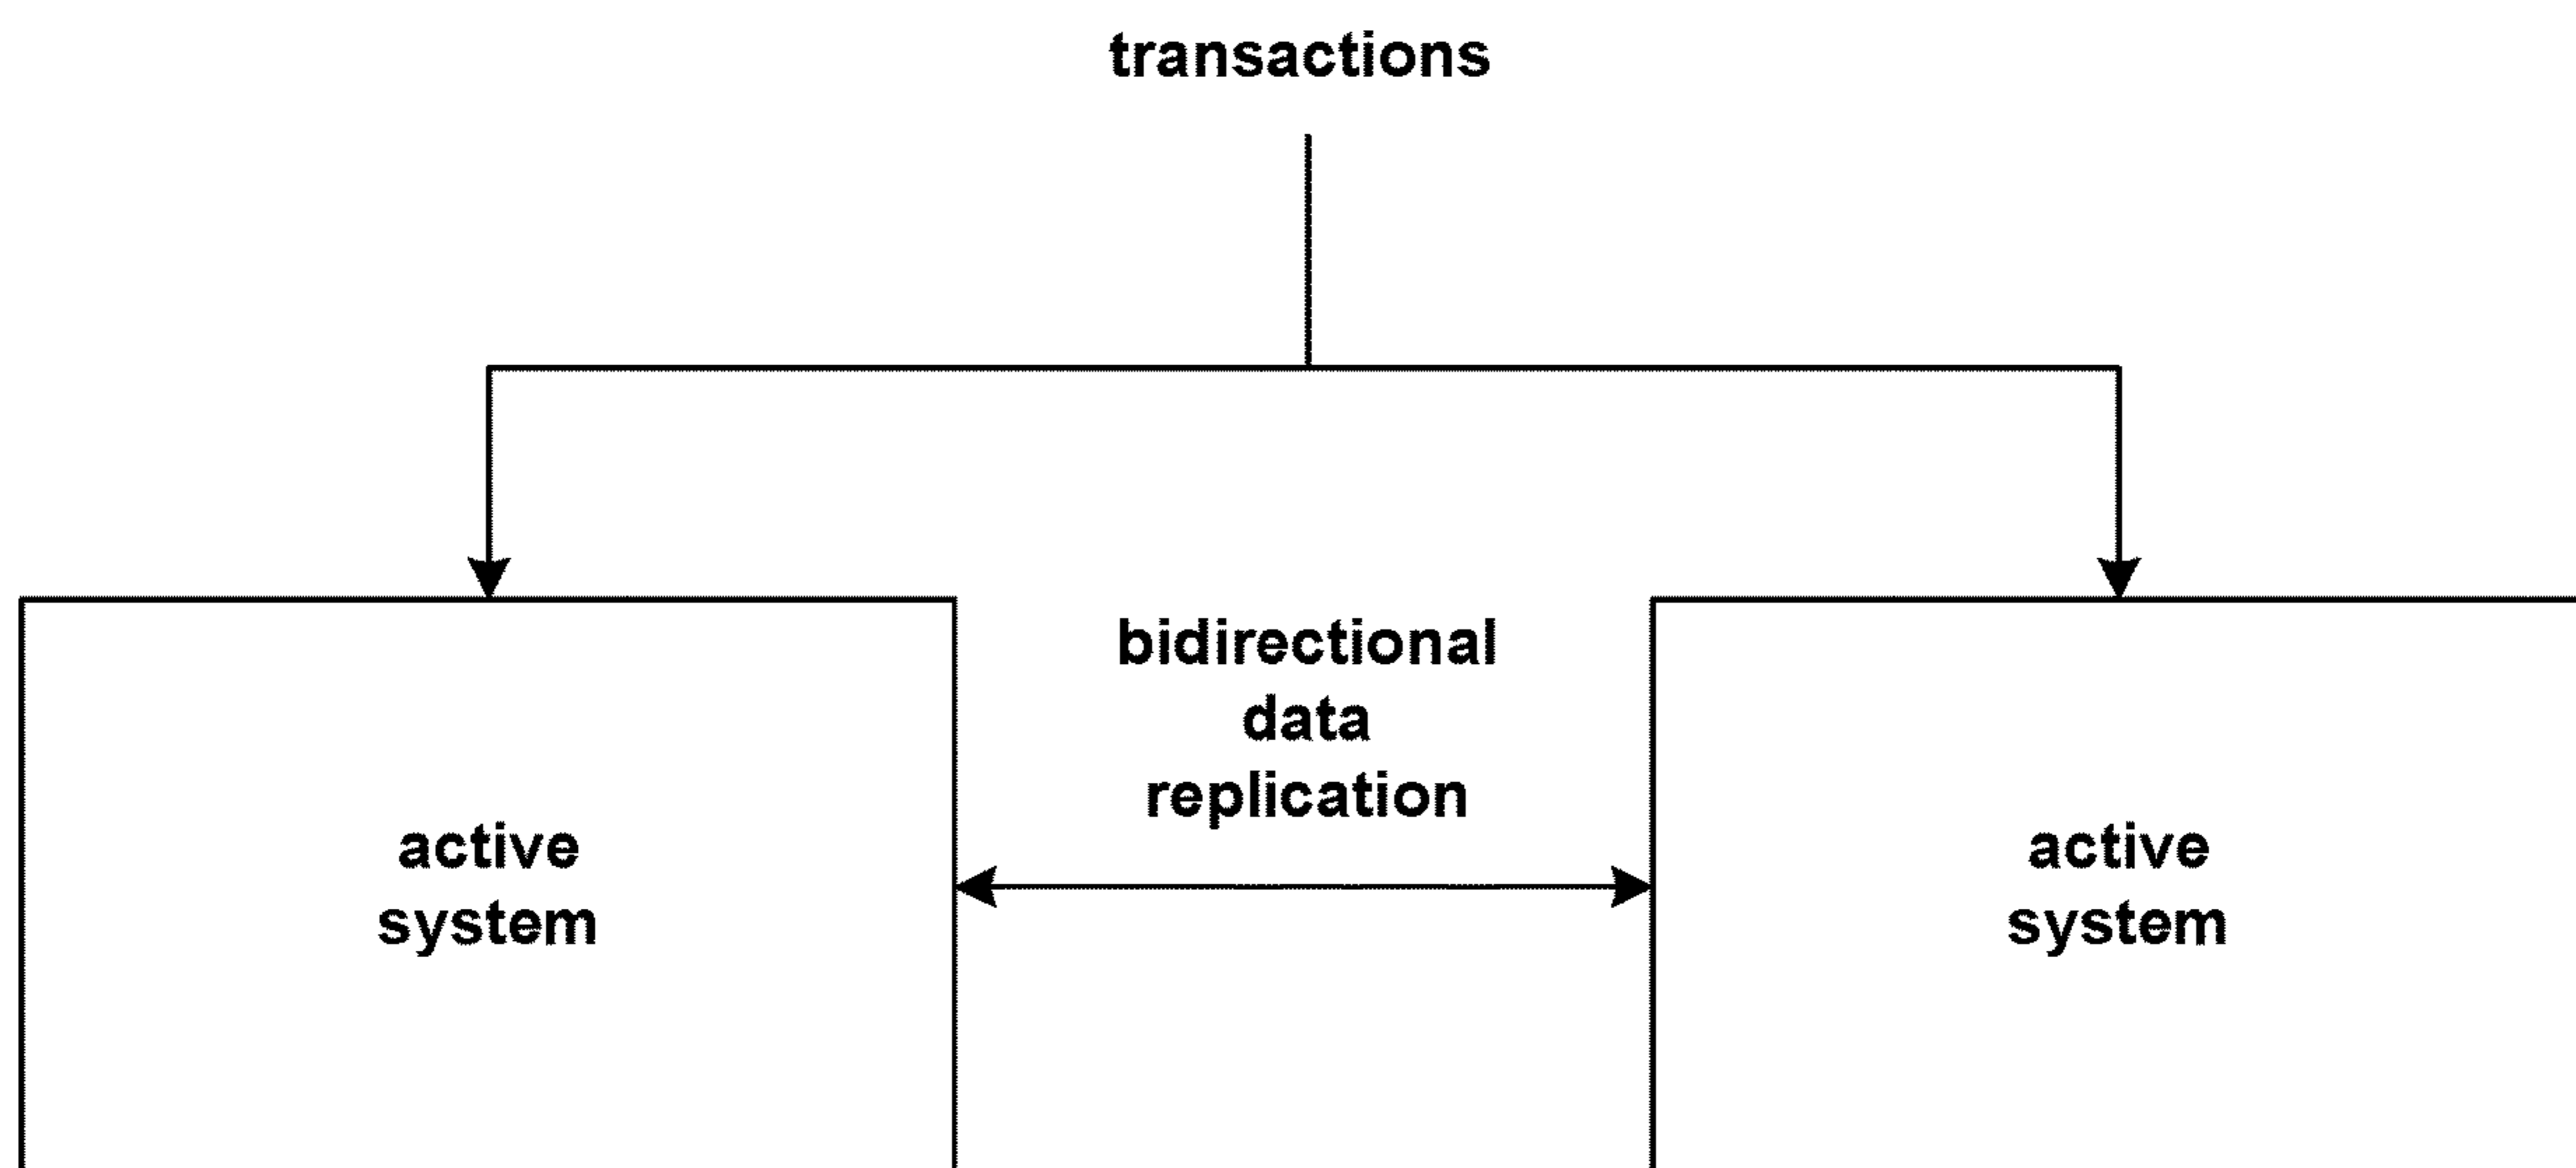 transactions
bidirectional
data
replication
active
system
active
system